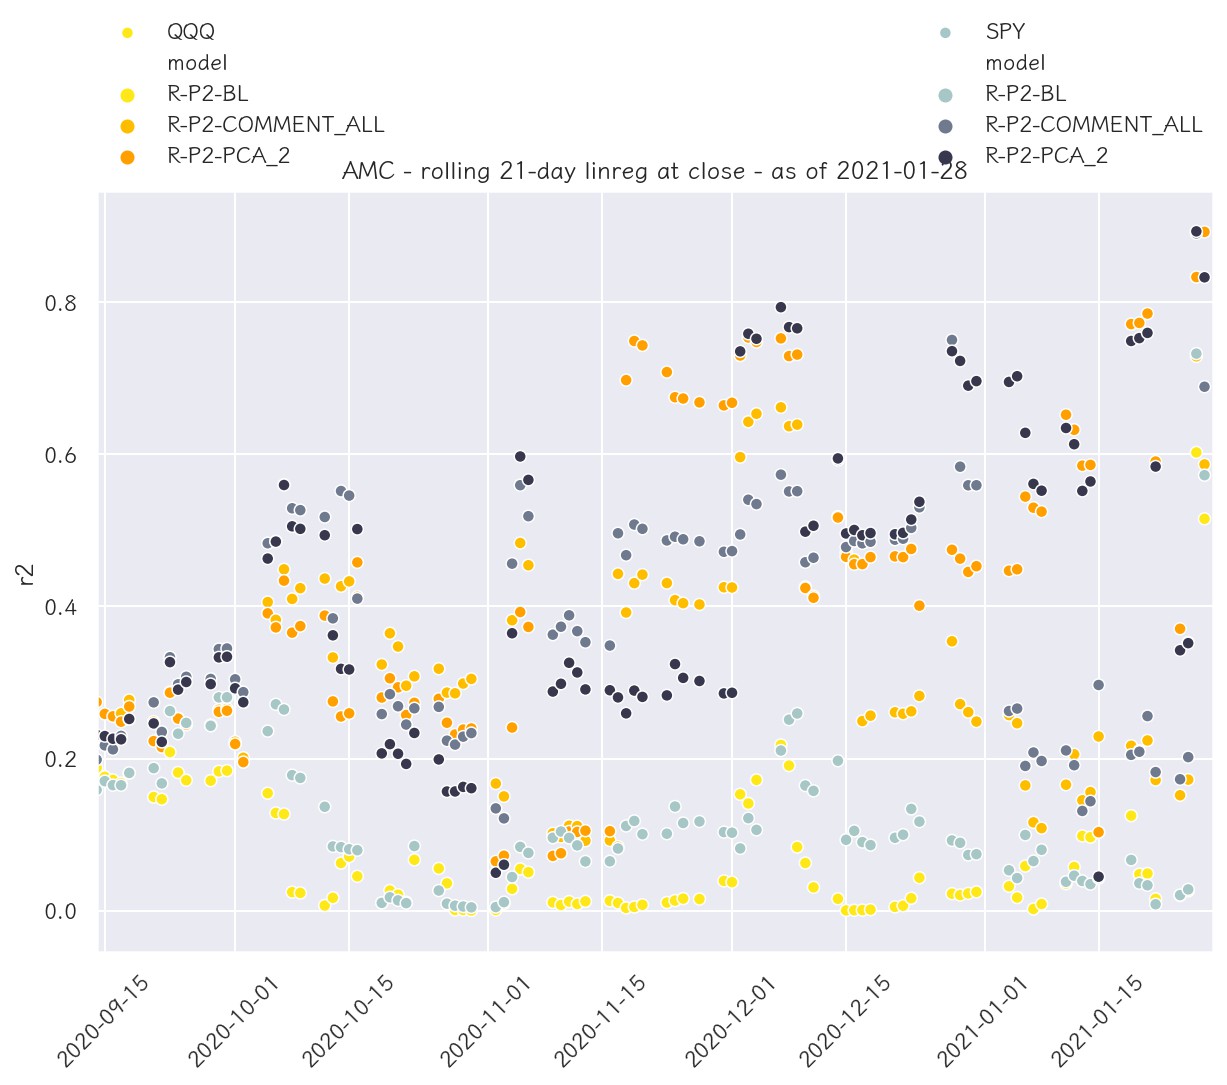 QQQ
model
R-P2-BL
R-P2-COMMENT_ALL
R-P2-PCA_2
SPY
model
R-P2-BL
R-P2-COMMENT_ALL
R-P2-PCA_2
AMC - rolling 21-day linreg at close - as of 2021-01-28
r2
0.8
0.6
0.4
0.2
0.0
2020-09-15
2020-10-01
2020-10-15
2020-11-01
2020-11-15
2020-12-01
2020-12-15
2021-01-01
2021-01-15